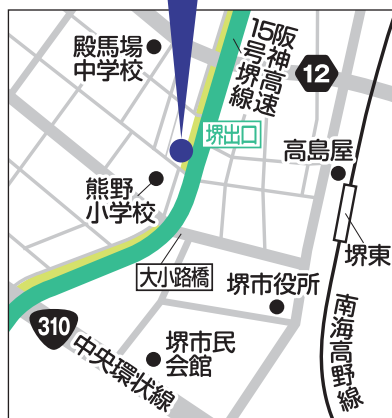 殿馬場
中学校
15号堺線
阪神高速
12
堺出口
高島屋
熊野
小学校
堺東
大小路橋
堺市役所
310
中央環状線
堺市民
会館
南海高野線